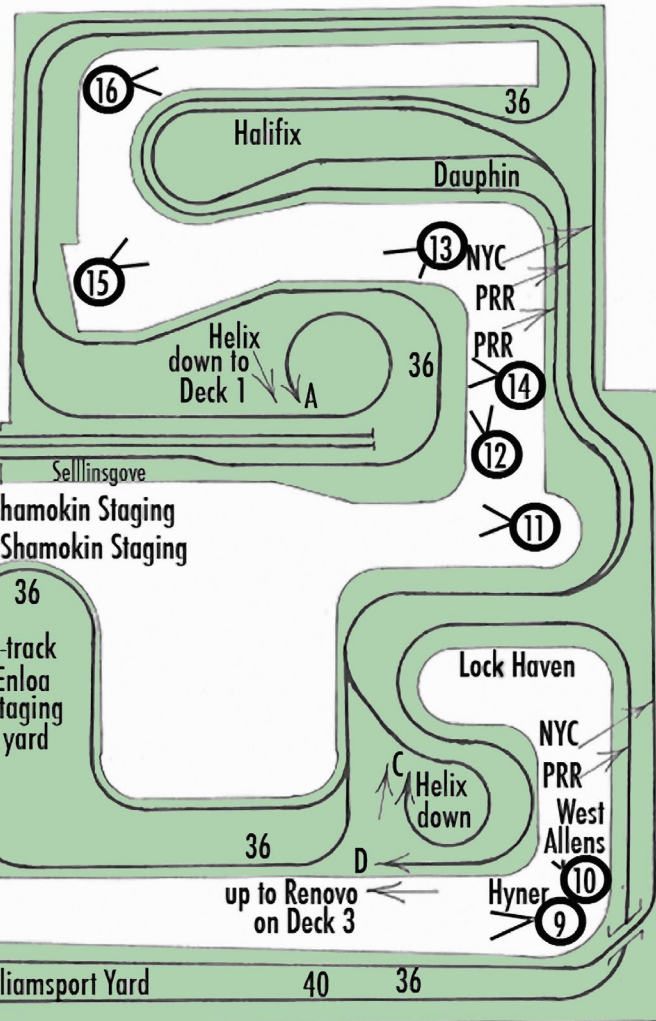 16
36
Halifix
Dauphin
13
NYC
15
PRR
Helix
down to
Deck 1
A
36
PRR
14
12
Selllinsgove
hamokin Staging
11
Shamokin Staging
36
-track
Enloa
taging
yard
Lock Haven
NYC
C
PRR
Helix
down
West
Allens
36
D
10
up to Renovo
on Deck 3
Hyner
9
lliamsport Yard
40
36